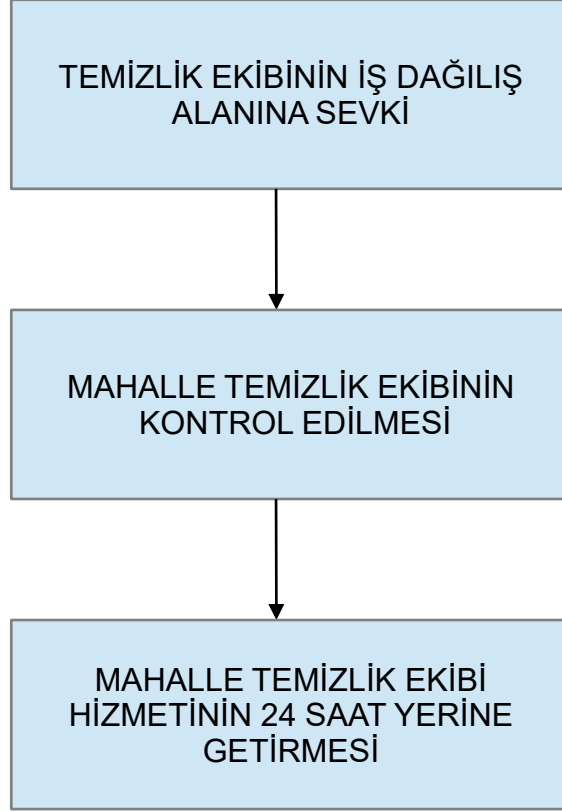 TEMİZLİK EKİBİNİN İŞ DAĞILIŞ
ALANINA SEVKİ
MAHALLE TEMİZLİK EKİBİNİN
KONTROL EDİLMESİ
MAHALLE TEMİZLİK EKİBİ
HİZMETİNİN 24 SAAT YERİNE
GETİRMESİ